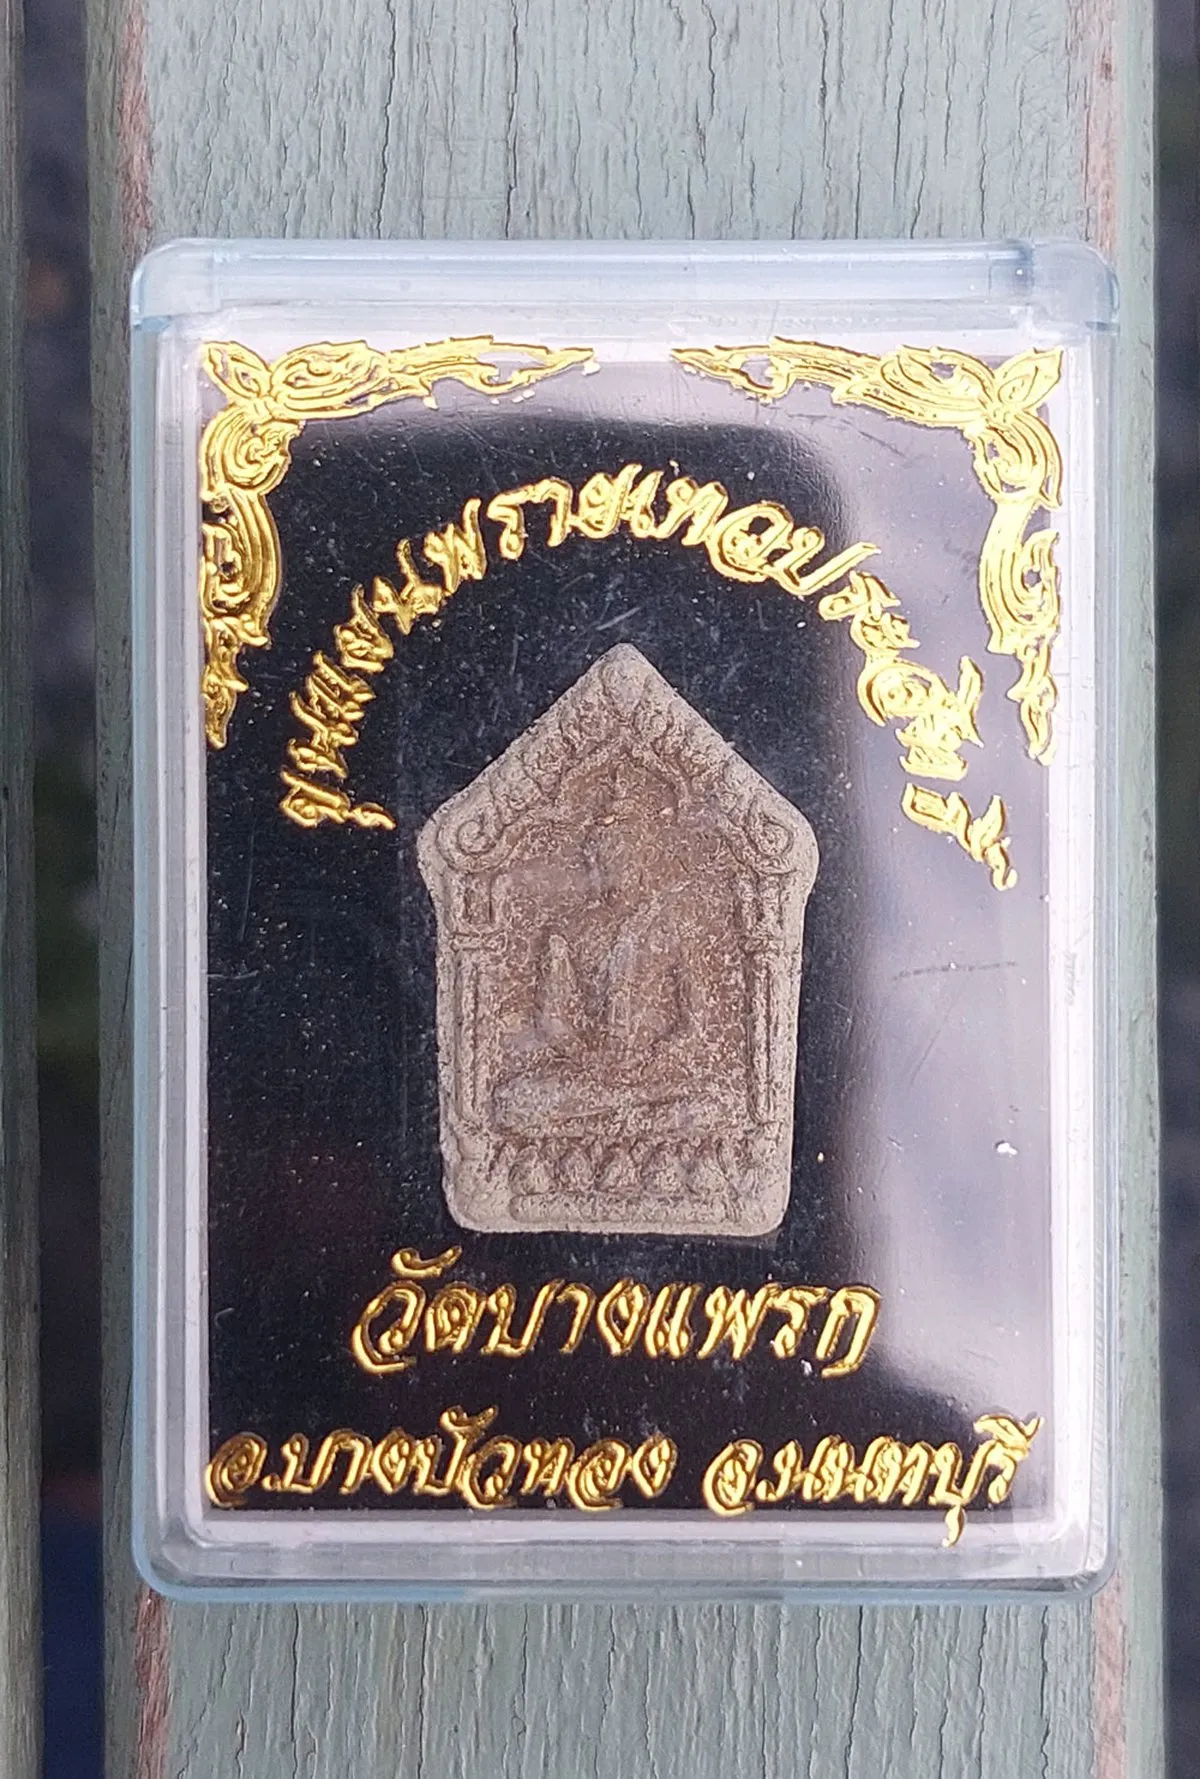 ขุนแผนพรายเทวประสิทธิ์
วัดบางแพรก
อ.บางบัวทอง จ.นนทบุรี